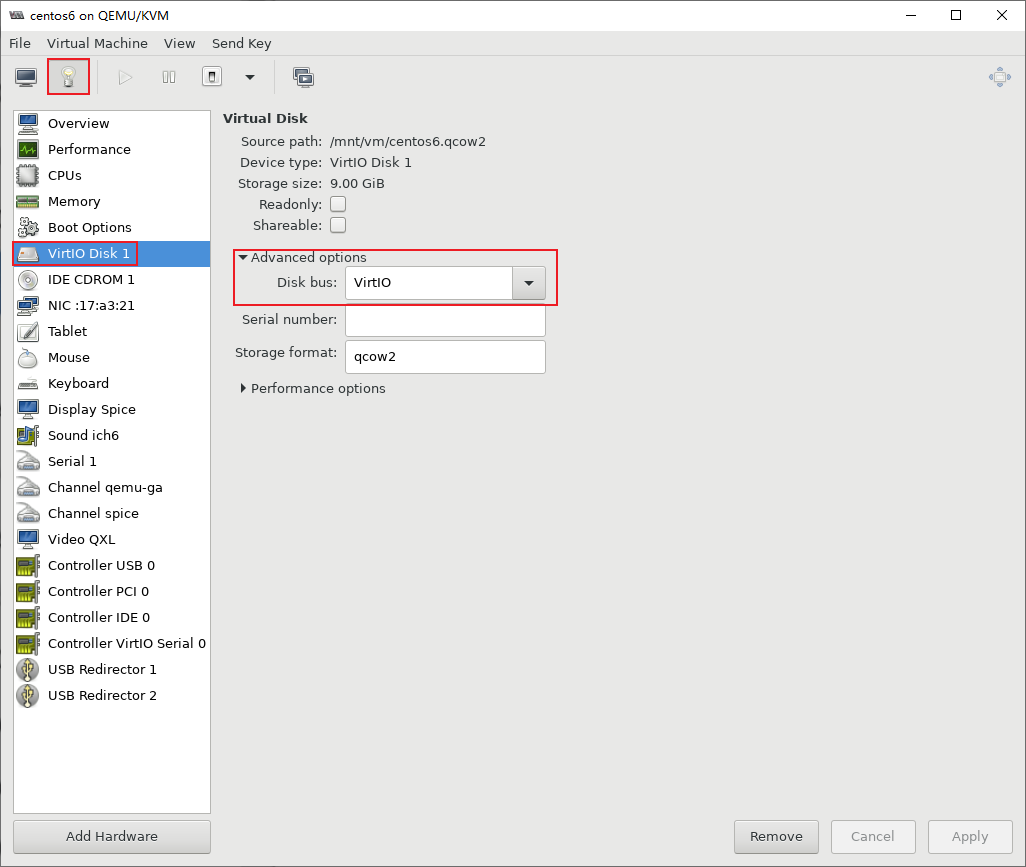 centos6 on QEMU/KVM
File Virtual Machine View Send Key
Overview
Performance
CPUs
Memory
Boot Options
VirtIO Disk 1
IDE CDROM 1
NIC :17:a3:21
Tablet
Mouse
Keyboard
Display Spice
Sound ich6
Serial 1
Channel qemu-ga
Channel spice
Video QXL
Controller USB 0
Controller PCI 0
Controller IDE 0
Controller VirtIO Serial 0
USB Redirector 1
USB Redirector 2
Add Hardware
Virtual Disk
Source path: /mnt/vm/centos6.qcow2
Device type: VirtIO Disk 1
Storage size: 9.00 GiB
Readonly:
Shareable:
Advanced options
Disk bus: VirtIO
Serial number:
Storage format: qcow2
Performance options
Remove Cancel Apply